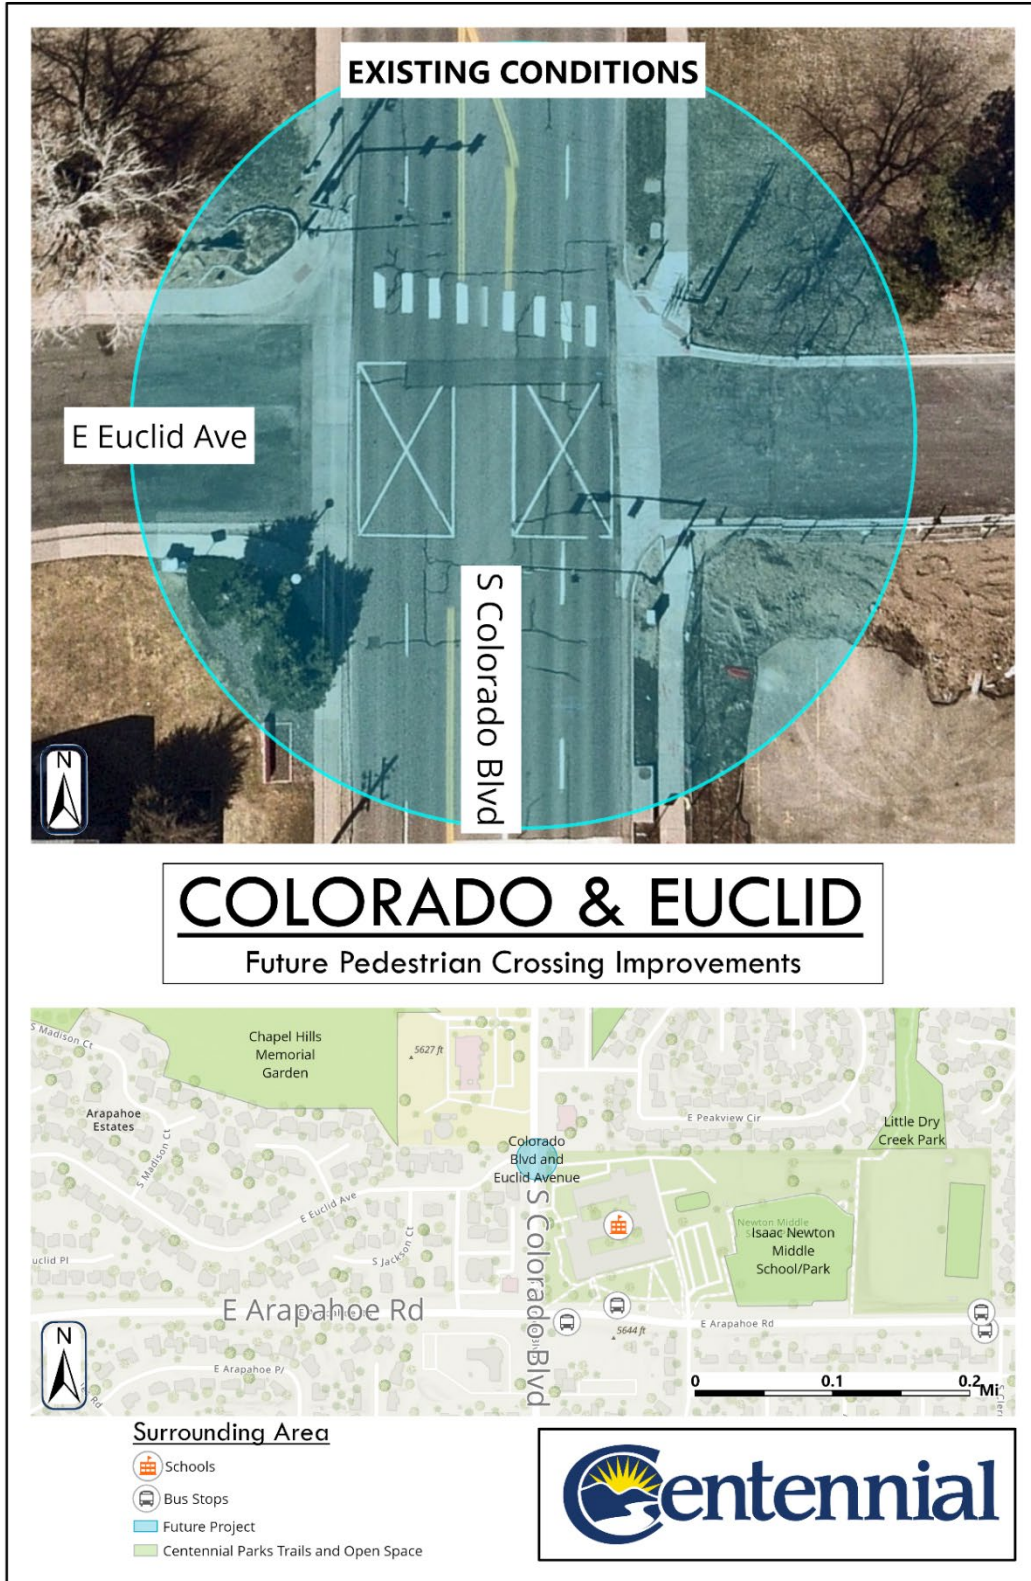 EXISTING CONDITIONS
E Euclid Ave
S Colorado Blvd
N
COLORADO & EUCLID
Future Pedestrian Crossing Improvements
S Madison Ct
Chapel Hills
Memorial
Garden
5627 ft
Arapahoe
Estates
S Madison Ct
E Peakview Cir
Little Dry
Creek Park
Colorado
Blvd and
Euclid Avenue
E Euclid Ave
S Jackson Ct
S Colorado Blvd
Newton Middle
Isaac Newton
Middle
School/Park
uclid Pl
E Arapahoe Rd
E Arapahoe Rd
5644 ft
E Arapahoe Pl
N
0 0.1 0.2 Mi
Surrounding Area
Schools
Bus Stops
Future Project
Centennial Parks Trails and Open Space
Centennial